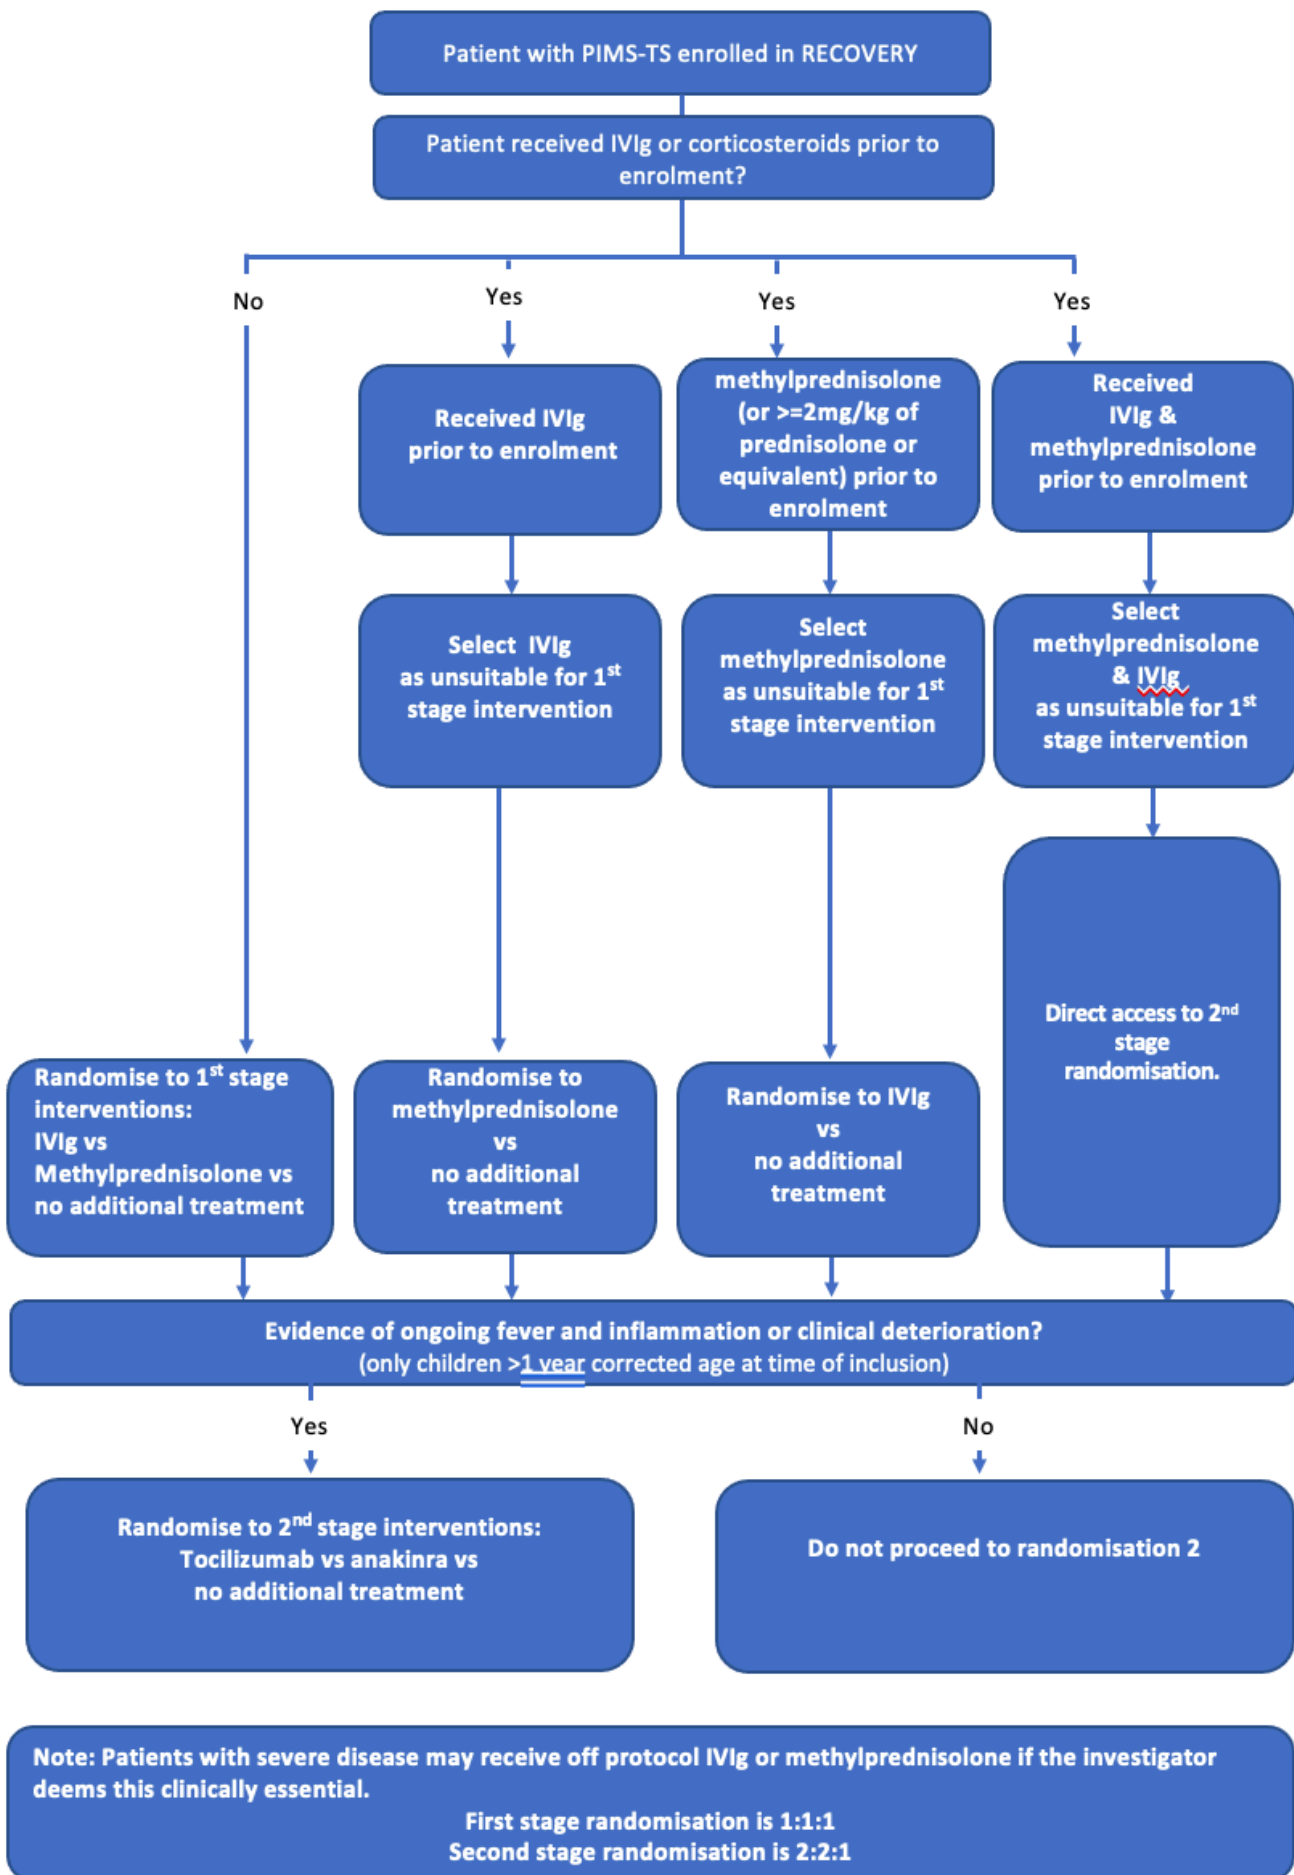 Patient with PIMS-TS enrolled in RECOVERY
Patient received IVIg or corticosteroids prior to
enrolment?
No
Yes
Yes
Yes
Received IVIg
prior to enrolment
methylprednisolone
(or >=2mg/kg of
prednisolone or
equivalent) prior to
enrolment
Received
IVIg &
methylprednisolone
prior to enrolment
Select IVIg
as unsuitable for 1st
stage intervention
Select
methylprednisolone
as unsuitable for 1st
stage intervention
Select
methylprednisolone
& IVIg
as unsuitable for 1st
stage intervention
Direct access to 2nd
stage
randomisation.
Randomise to 1st stage
interventions:
IVIg vs
Methylprednisolone vs
no additional treatment
Randomise to
methylprednisolone
vs
no additional
treatment
Randomise to IVIg
vs
no additional
treatment
Evidence of ongoing fever and inflammation or clinical deterioration?
(only children >1 year corrected age at time of inclusion)
Yes
No
Randomise to 2nd stage interventions:
Tocilizumab vs anakinra vs
no additional treatment
Do not proceed to randomisation 2
Note: Patients with severe disease may receive off protocol IVIg or methylprednisolone if the investigator
deems this clinically essential.
First stage randomisation is 1:1:1
Second stage randomisation is 2:2:1